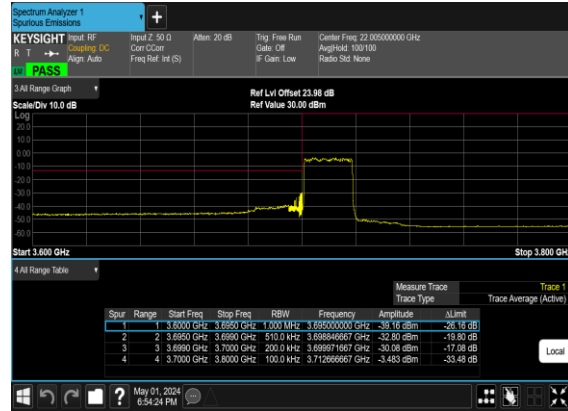 Spectrum Analyzer 1
Spurious Emissions
KEYSIGHT Input: RF Input Z: 50 Ω Atten: 20 dB Trig: Free Run Center Freq: 22.005000000 GHz
R T Coupling: DC Corr CCorr Gate: Off Avg|Hold: 100/100
Align: Auto Freq Ref: Int (S) IF Gain: Low Radio Std: None
PASS
3 All Range Graph
Ref Lvl Offset 23.98 dB
Scale/Div 10.0 dB Ref Value 30.00 dBm
Log
20.0
10.0
0.00
-10.0
-20.0
-30.0
-40.0
-50.0
-60.0
Start 3.600 GHz Stop 3.800 GHz
4 All Range Table
Measure Trace Trace 1
Trace Type Trace Average (Active)
Spur Range Start Freq Stop Freq RBW Frequency Amplitude ΔLimit
1 1 3.6000 GHz 3.6950 GHz 1.000 MHz 3.695000000 GHz -39.16 dBm -26.16 dB
2 2 3.6950 GHz 3.6990 GHz 510.0 kHz 3.698846667 GHz -32.80 dBm -19.80 dB
3 3 3.6990 GHz 3.7000 GHz 200.0 kHz 3.699971667 GHz -30.08 dBm -17.08 dB
4 4 3.7000 GHz 3.8000 GHz 100.0 kHz 3.712666667 GHz -3.483 dBm -33.48 dB
Local
? May 01, 2024
6:54:24 PM